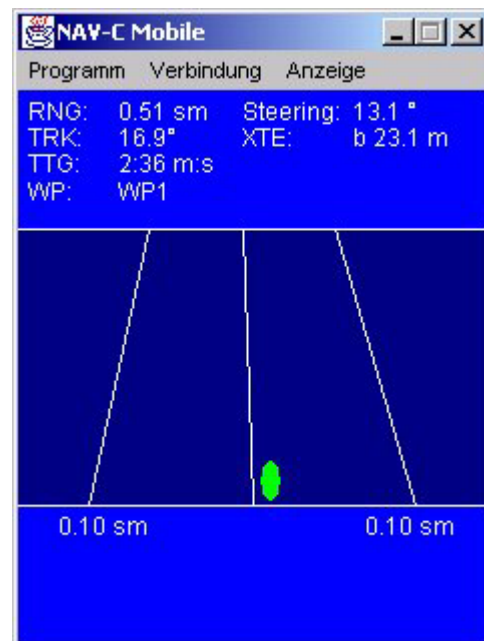 NAV-C Mobile
Programm Verbindung Anzeige
RNG: 0.51 sm Steering: 13.1 °
TRK: 16.9° XTE: b 23.1 m
TTG: 2:36 m:s
WP: WP1
0.10 sm 0.10 sm